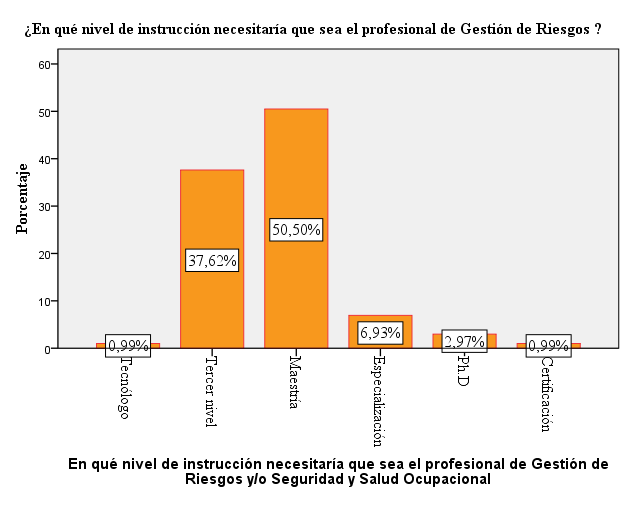 ¿En qué nivel de instrucción necesitaría que sea el profesional de Gestión de Riesgos ?
Porcentaje
60
50
40
30
20
10
0
0,99%
37,62%
50,50%
6,93%
2,97%
0,99%
Tecnólogo
Tercer nivel
Maestría
Especialización
Ph.D
Certificación
En qué nivel de instrucción necesitaría que sea el profesional de Gestión de
Riesgos y/o Seguridad y Salud Ocupacional